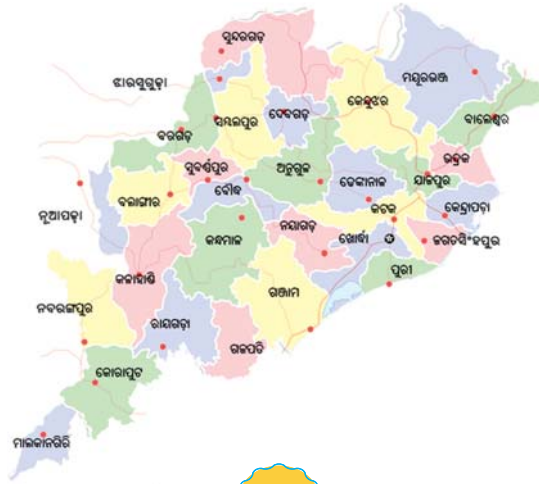 ସୁନ୍ଦରଗଡ଼
ଝାରସୁଗୁଡ଼ା
ମୟୂରଭଞ୍ଜ
କେନ୍ଦୁଝର
ସମ୍ବଲପୁର
ଦେବଗଡ଼
ବାଲେଶ୍ୱର
ବରଗଡ଼
ଭଦ୍ରକ
ସୁବର୍ଣ୍ଣପୁର
ଅନୁଗୁଳ
ଢେଙ୍କାନାଳ
ଯାଜପୁର
ବଲାଙ୍ଗୀର
ବୌଦ୍ଧ
କଟକ
କେନ୍ଦ୍ରାପଡ଼ା
ନୂଆପଡ଼ା
ନୟାଗଡ଼
ଖୋର୍ଦ୍ଧା
ଜଗତସିଂହପୁର
କନ୍ଧମାଳ
କଳାହାଣ୍ଡି
ଗଞ୍ଜାମ
ପୁରୀ
ନବରଙ୍ଗପୁର
ରାୟଗଡ଼ା
ଗଜପତି
କୋରାପୁଟ
ମାଲକାନଗିରି